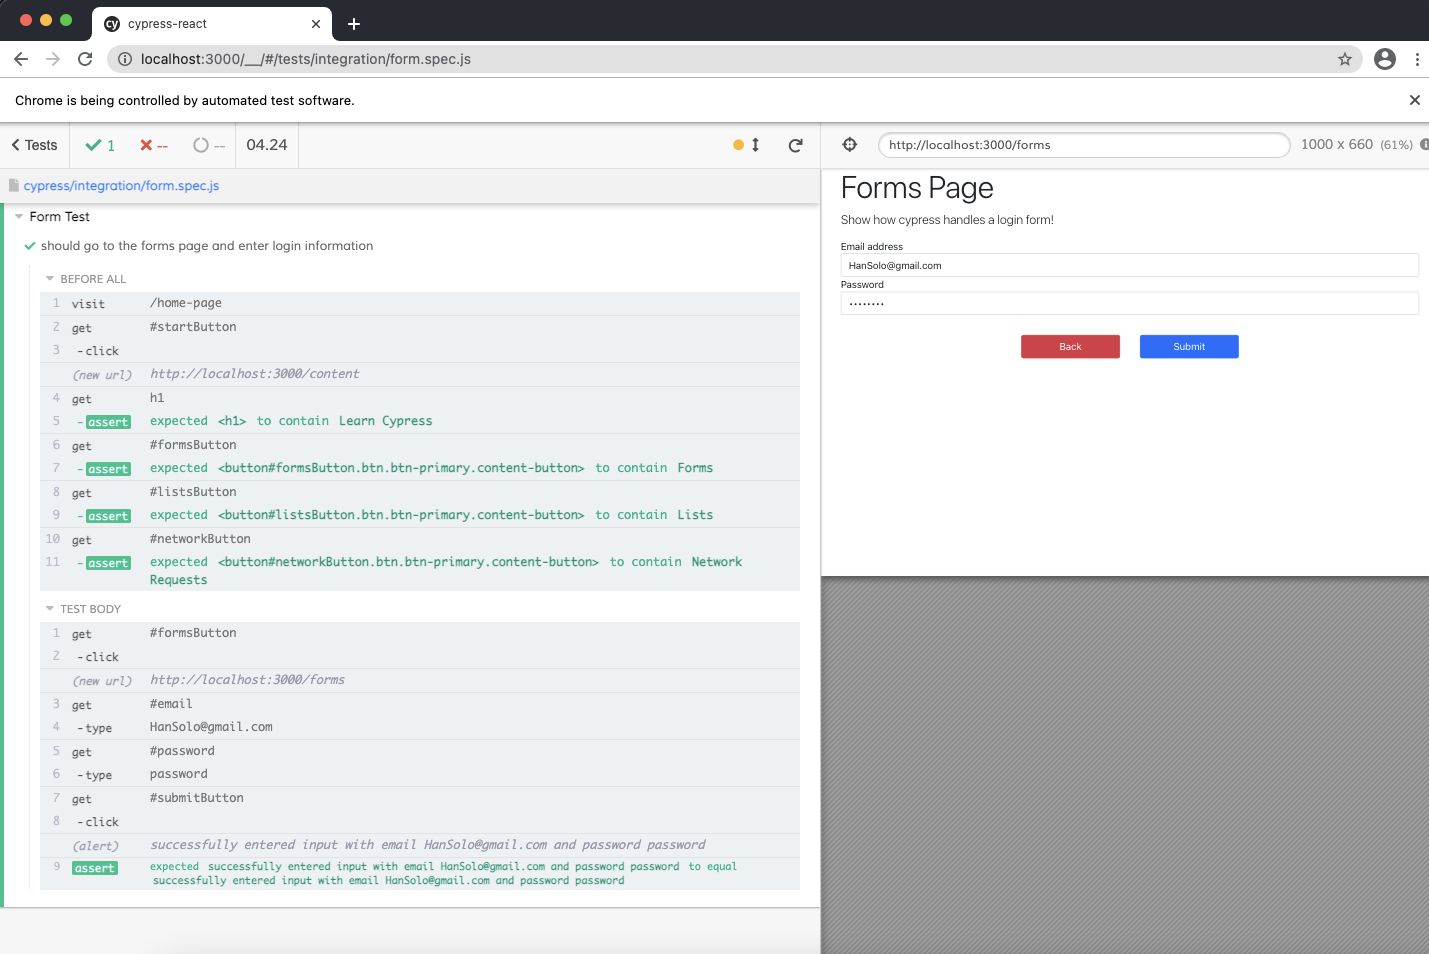 cy cypress-react
localhost:3000/__/#/tests/integration/form.spec.js
Chrome is being controlled by automated test software.
Tests 1 -- -- 04.24
cypress/integration/form.spec.js
Form Test
should go to the forms page and enter login information
BEFORE ALL
1 visit /home-page
2 get #startButton
3 -click
(new url) http://localhost:3000/content
4 get h1
5 -assert expected <h1> to contain Learn Cypress
6 get #formsButton
7 -assert expected <button#formsButton.btn.btn-primary.content-button> to contain Forms
8 get #listsButton
9 -assert expected <button#listsButton.btn.btn-primary.content-button> to contain Lists
10 get #networkButton
11 -assert expected <button#networkButton.btn.btn-primary.content-button> to contain Network
Requests
TEST BODY
1 get #formsButton
2 -click
(new url) http://localhost:3000/forms
3 get #email
4 -type HanSolo@gmail.com
5 get #password
6 -type password
7 get #submitButton
8 -click
(alert) successfully entered input with email HanSolo@gmail.com and password password
9 assert expected successfully entered input with email HanSolo@gmail.com and password password to equal
successfully entered input with email HanSolo@gmail.com and password password
http://localhost:3000/forms 1000 x 660 (61%)
Forms Page
Show how cypress handles a login form!
Email address
HanSolo@gmail.com
Password
••••••••
Back Submit